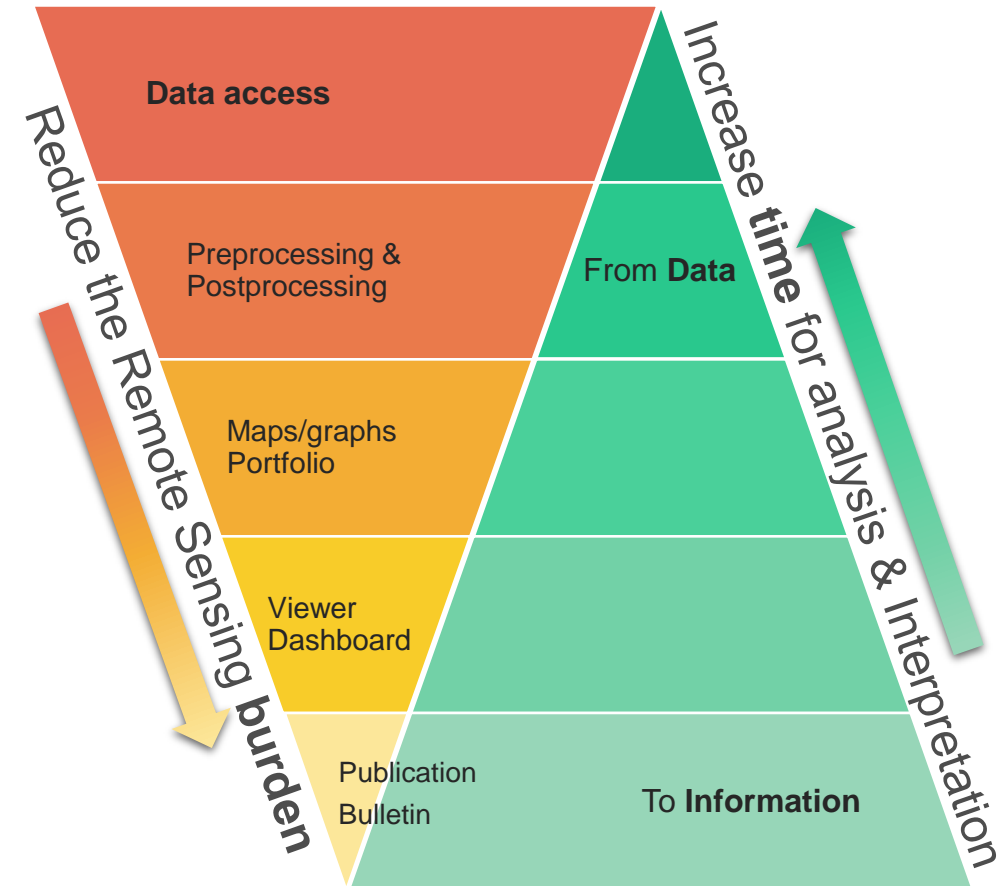 Data access
Reduce the Remote Sensing burden
Preprocessing &
Postprocessing
From Data
Increase time for analysis & Interpretation
Maps/graphs
Portfolio
Viewer
Dashboard
Publication
Bulletin
To Information